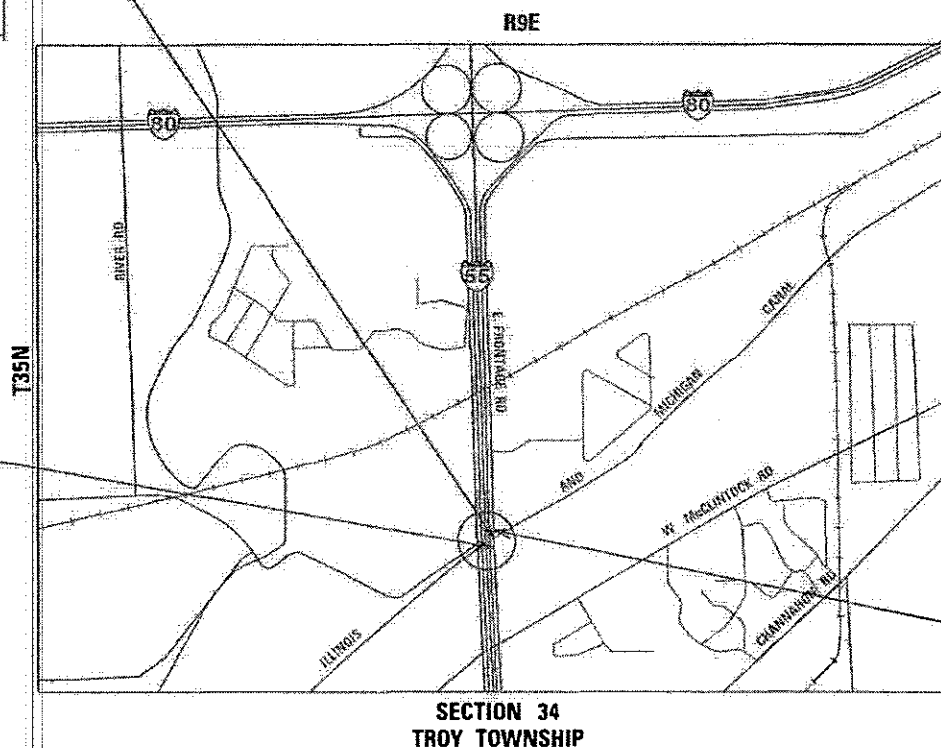 R9E
80
80
RIVER RD
55
E. FRONTAGE RD
T35N
CANAL
MICHIGAN
AND
W. McCLINTOCK RD
CHANNAHON RD
ILLINOIS
SECTION 34
TROY TOWNSHIP